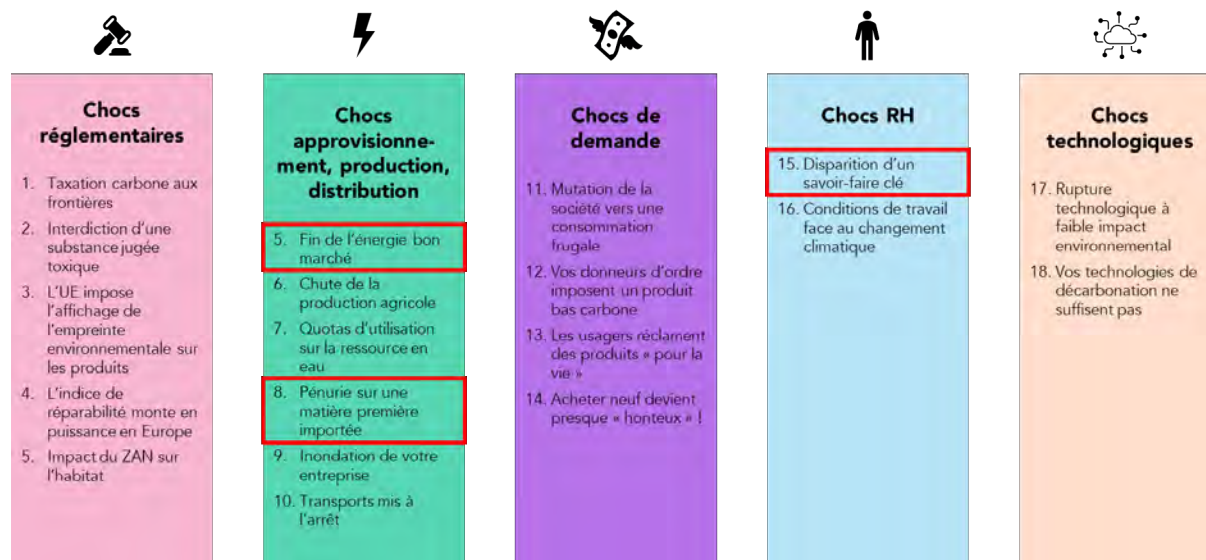 Chocs
réglementaires
1. Taxation carbone aux
frontières
2. Interdiction d'une
substance jugée
toxique
3. L'UE impose
l'affichage de
l'empreinte
environnementale sur
les produits
4. L'indice de
réparabilité monte en
puissance en Europe
5. Impact du ZAN sur
l'habitat
Chocs
approvisionne-
ment, production,
distribution
5. Fin de l'énergie bon
marché
6. Chute de la
production agricole
7. Quotas d'utilisation
sur la ressource en
eau
8. Pénurie sur une
matière première
importée
9. Inondation de votre
entreprise
10. Transports mis à
l'arrêt
Chocs de
demande
11. Mutation de la
société vers une
consommation
frugale
12. Vos donneurs d'ordre
imposent un produit
bas carbone
13. Les usagers réclament
des produits « pour la
vie »
14. Acheter neuf devient
presque « honteux » !
Chocs RH
15. Disparition d'un
savoir-faire clé
16. Conditions de travail
face au changement
climatique
Chocs
technologiques
17. Rupture
technologique à
faible impact
environnemental
18. Vos technologies de
décarbonation ne
suffisent pas